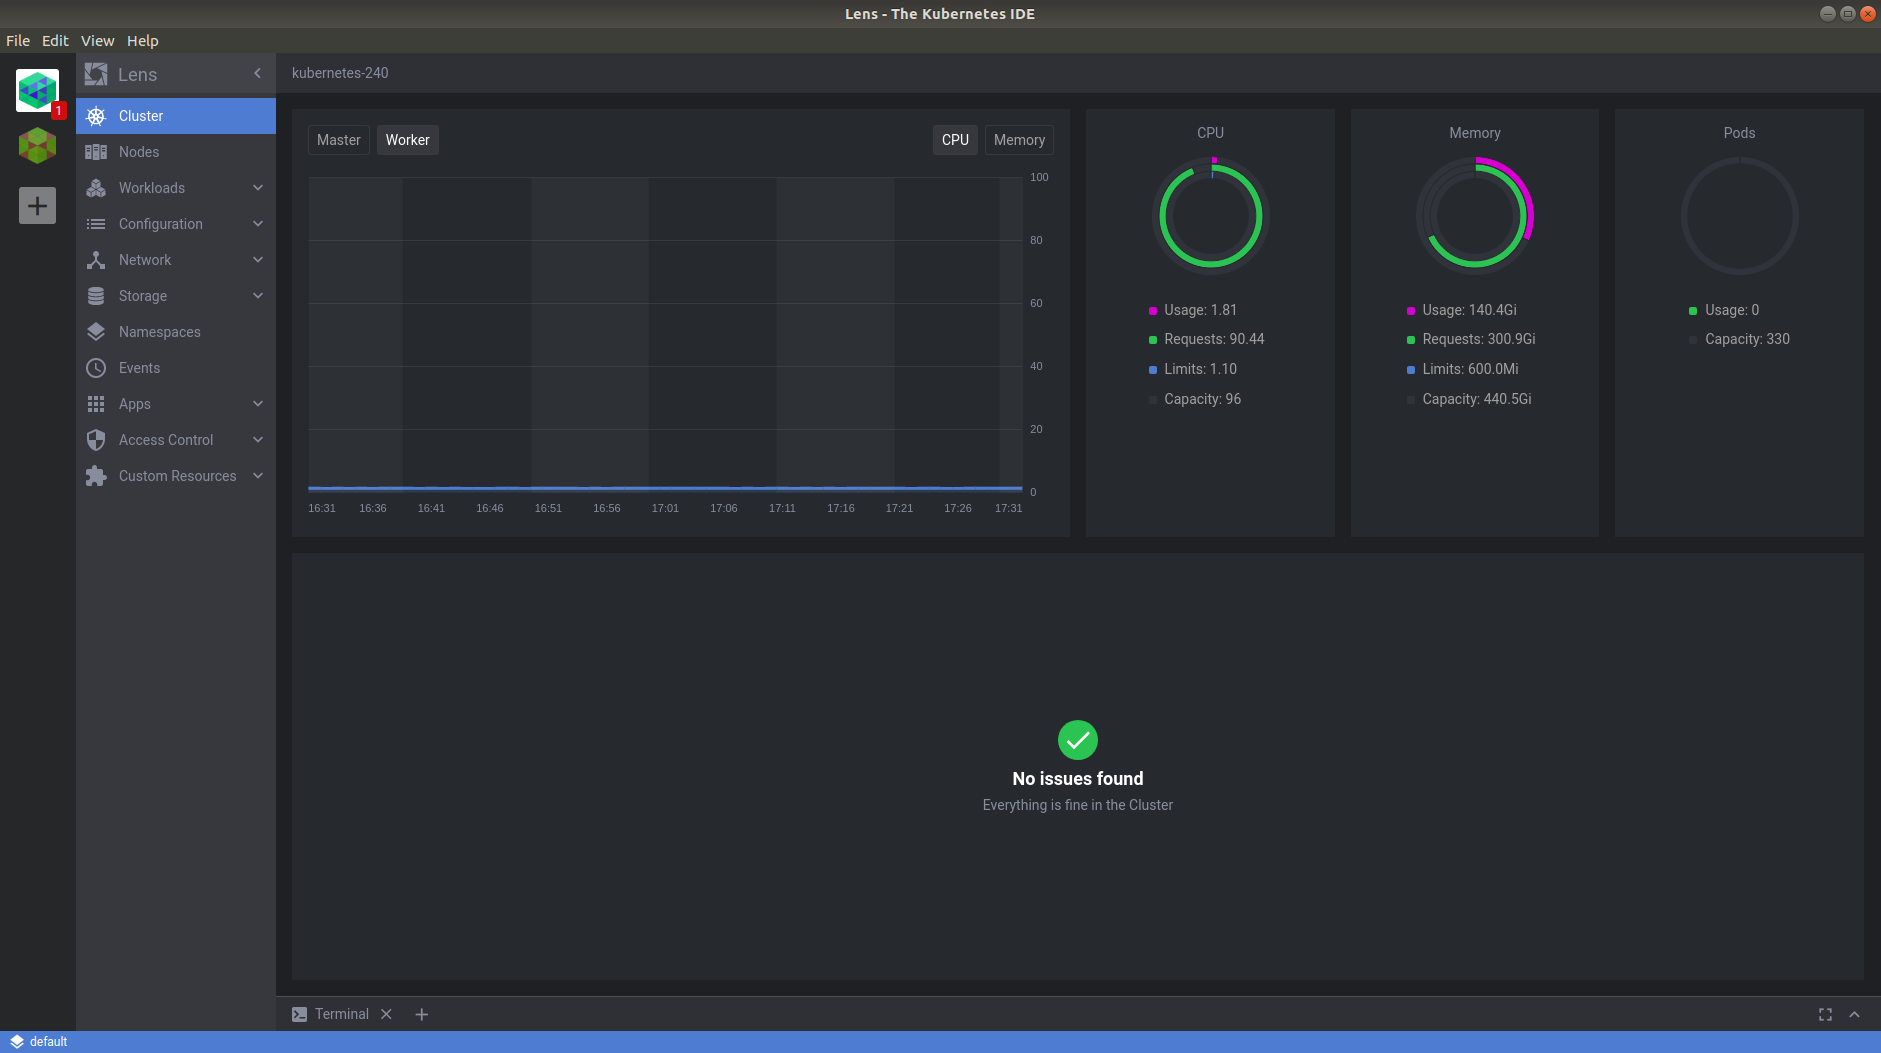 Lens - The Kubernetes IDE
File Edit View Help
1
Lens
Cluster
Nodes
Workloads
Configuration
Network
Storage
Namespaces
Events
Apps
Access Control
Custom Resources
kubernetes-240
Master Worker CPU Memory
100
80
60
40
20
0
16:31 16:36 16:41 16:46 16:51 16:56 17:01 17:06 17:11 17:16 17:21 17:26 17:31
CPU
Usage: 1.81
Requests: 90.44
Limits: 1.10
Capacity: 96
Memory
Usage: 140.4Gi
Requests: 300.9Gi
Limits: 600.0Mi
Capacity: 440.5Gi
Pods
Usage: 0
Capacity: 330
No issues found
Everything is fine in the Cluster
Terminal
default